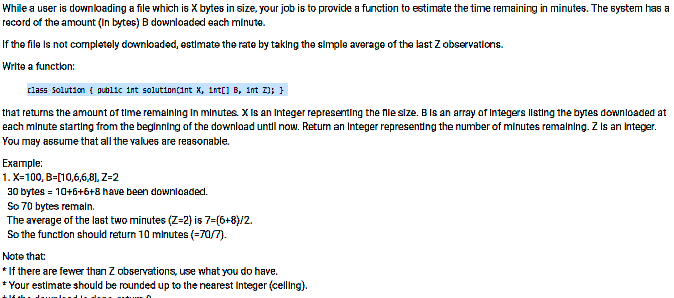 While a user is downloading a file which is X bytes in size, your job is to provide a function to estimate the time remaining in minutes. The system has a
record of the amount (in bytes) B downloaded each minute.
If the file is not completely downloaded, estimate the rate by taking the simple average of the last Z observations.
Write a function:
class Solution { public int solution(int X, int[] B, int Z); }
that returns the amount of time remaining in minutes. X is an integer representing the file size. B is an array of integers listing the bytes downloaded at
each minute starting from the beginning of the download until now. Return an integer representing the number of minutes remaining. Z is an integer.
You may assume that all the values are reasonable.
Example:
1. X=100, B=[10,6,6,8], Z=2
30 bytes = 10+6+6+8 have been downloaded.
So 70 bytes remain.
The average of the last two minutes (Z=2) is 7=(6+8)/2.
So the function should return 10 minutes (=70/7).
Note that:
* If there are fewer than Z observations, use what you do have.
* Your estimate should be rounded up to the nearest integer (ceiling).